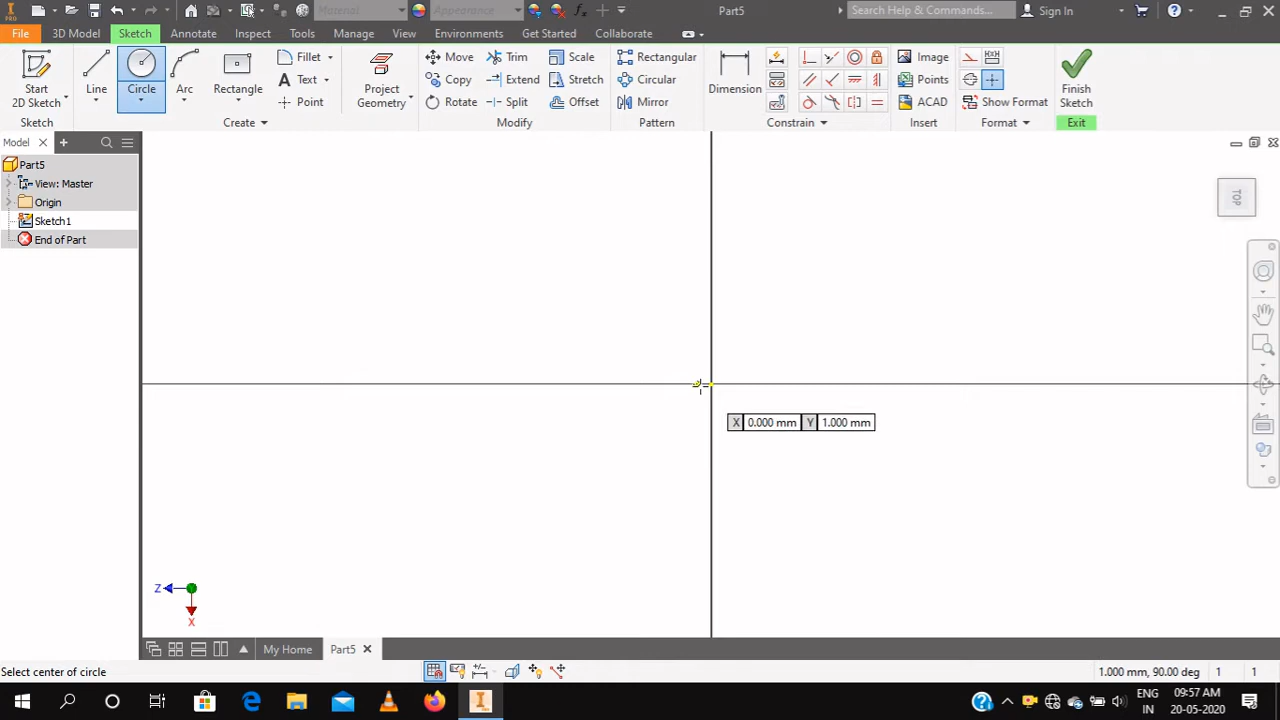 PRO Material Appearance Part5 Search Help & Commands... Sign In
File 3D Model Sketch Annotate Inspect Tools Manage View Environments Get Started Collaborate
Start
2D Sketch
Line
Circle
Arc
Rectangle
Fillet
Text
Point
Project
Geometry
Move
Copy
Rotate
Trim
Extend
Split
Scale
Stretch
Offset
Rectangular
Circular
Mirror
Dimension
Image
Points
ACAD
Show Format
Finish
Sketch
Sketch Create Modify Pattern Constrain Insert Format Exit
Model
Part5
View: Master
Origin
Sketch1
End of Part
TOP
X 0.000 mm Y 1.000 mm
Z
X
My Home Part5
Select center of circle 1.000 mm, 90.00 deg 1 1
ENG
IN
09:57 AM
20-05-2020